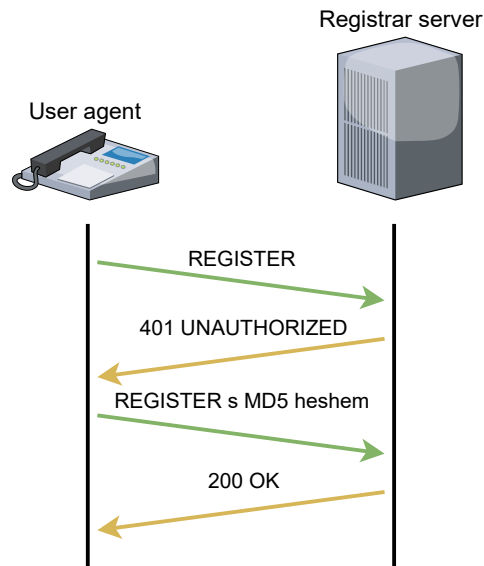 Registrar server
User agent
REGISTER
401 UNAUTHORIZED
REGISTER s MD5 heshem
200 OK